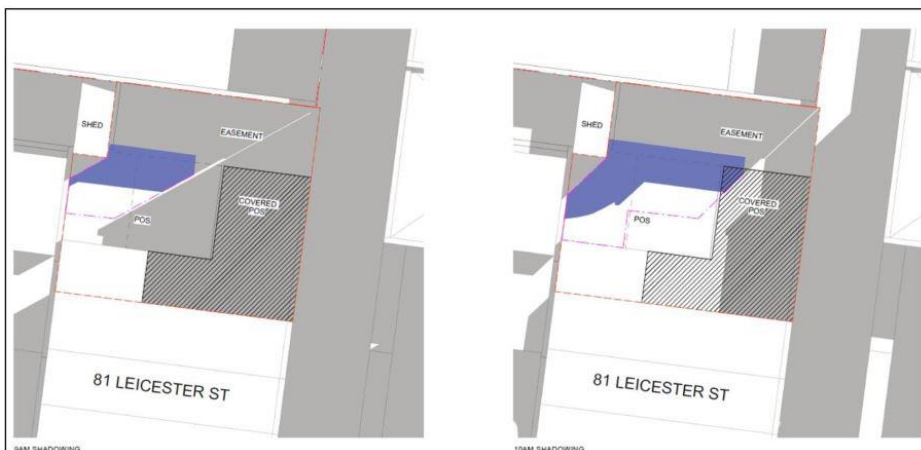 SHED
EASEMENT
COVERED
POS
POS
81 LEICESTER ST
9AM SHADOWING
SHED
EASEMENT
COVERED
POS
POS
81 LEICESTER ST
10AM SHADOWING